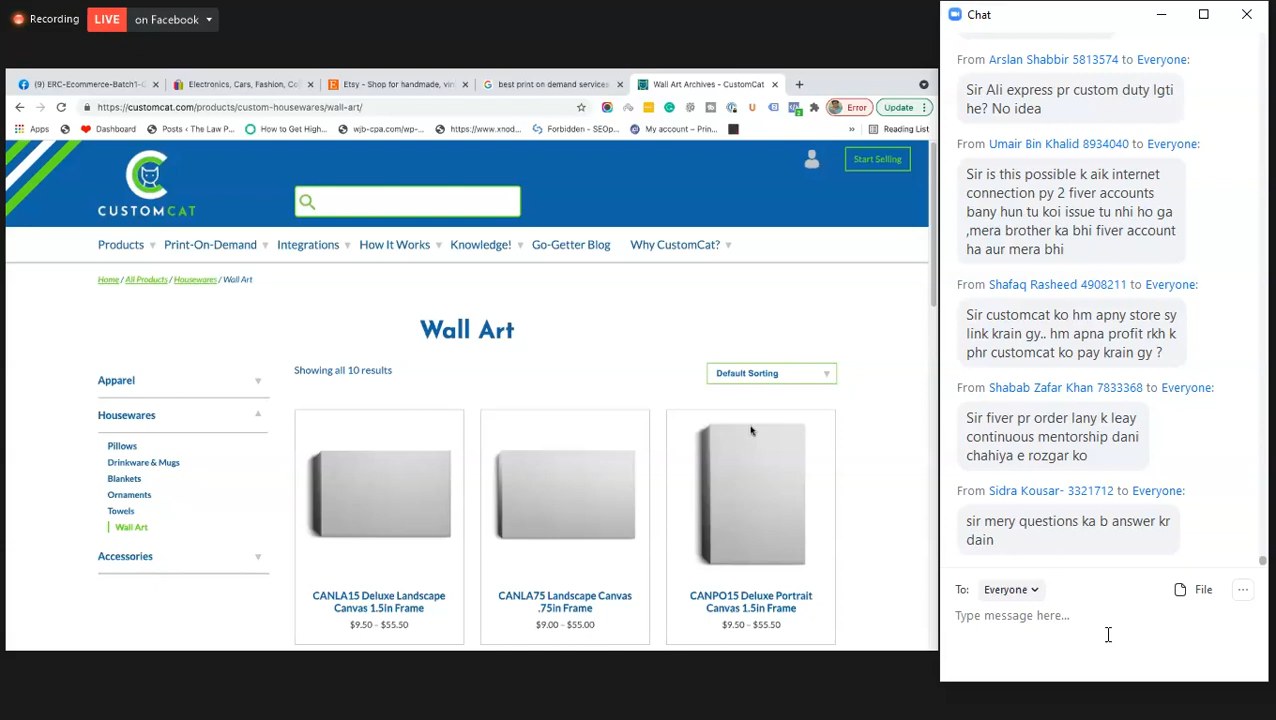 Recording
LIVE
on Facebook
(9) ERC-Ecommerce-Batch1-
Electronics, Cars, Fashion, Co
Etsy - Shop for handmade, vin
best print on demand services
Wall Art Archives - CustomCat
https://customcat.com/products/custom-housewares/wall-art/
Error
Update
Apps
Dashboard
Posts ‹ The Law P...
How to Get High...
wjb-cpa.com/wp-...
https://www.xnod...
Forbidden - SEOp...
My account – Prin...
»
Reading List
CUSTOMCAT
Start Selling
Products
Print-On-Demand
Integrations
How It Works
Knowledge!
Go-Getter Blog
Why CustomCat?
Home / All Products / Housewares / Wall Art
Wall Art
Showing all 10 results
Default Sorting
Apparel
Housewares
Pillows
Drinkware & Mugs
Blankets
Ornaments
Towels
Wall Art
Accessories
CANLA15 Deluxe Landscape
Canvas 1.5in Frame
$9.50 – $55.50
CANLA75 Landscape Canvas
.75in Frame
$9.00 – $55.00
CANPO15 Deluxe Portrait
Canvas 1.5in Frame
$9.50 – $55.50
Chat
From Arslan Shabbir 5813574 to Everyone:
Sir Ali express pr custom duty lgti
he? No idea
From Umair Bin Khalid 8934040 to Everyone:
Sir is this possible k aik internet
connection py 2 fiver accounts
bany hun tu koi issue tu nhi ho ga
,mera brother ka bhi fiver account
ha aur mera bhi
From Shafaq Rasheed 4908211 to Everyone:
Sir customcat ko hm apny store sy
link krain gy.. hm apna profit rkh k
phr customcat ko pay krain gy ?
From Shabab Zafar Khan 7833368 to Everyone:
Sir fiver pr order lany k leay
continuous mentorship dani
chahiya e rozgar ko
From Sidra Kousar- 3321712 to Everyone:
sir mery questions ka b answer kr
dain
To: Everyone
File
...
Type message here...